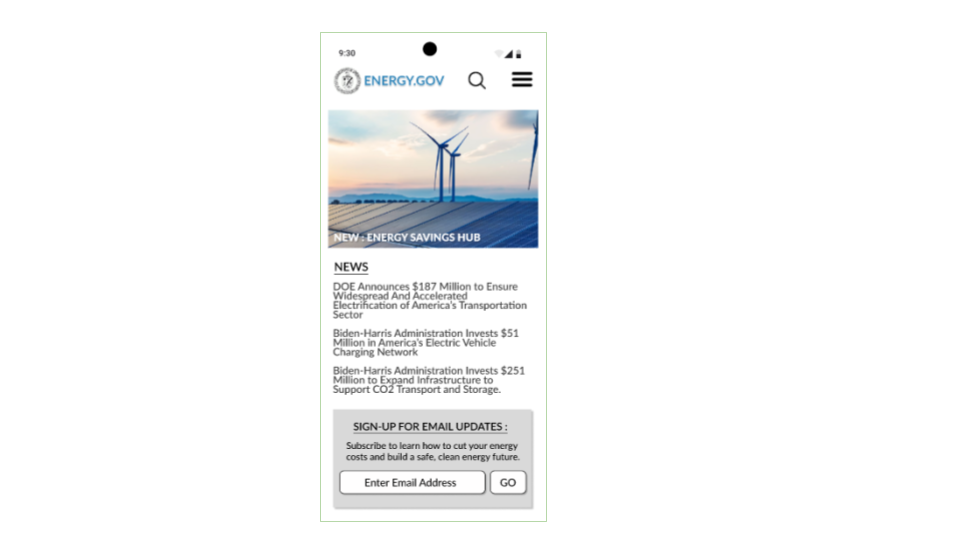 9:30
ENERGY.GOV
NEW : ENERGY SAVINGS HUB
NEWS
DOE Announces $187 Million to Ensure
Widespread And Accelerated
Electrification of America's Transportation
Sector
Biden-Harris Administration Invests $51
Million in America's Electric Vehicle
Charging Network
Biden-Harris Administration Invests $251
Million to Expand Infrastructure to
Support CO2 Transport and Storage.
SIGN-UP FOR EMAIL UPDATES :
Subscribe to learn how to cut your energy
costs and build a safe, clean energy future.
Enter Email Address
GO